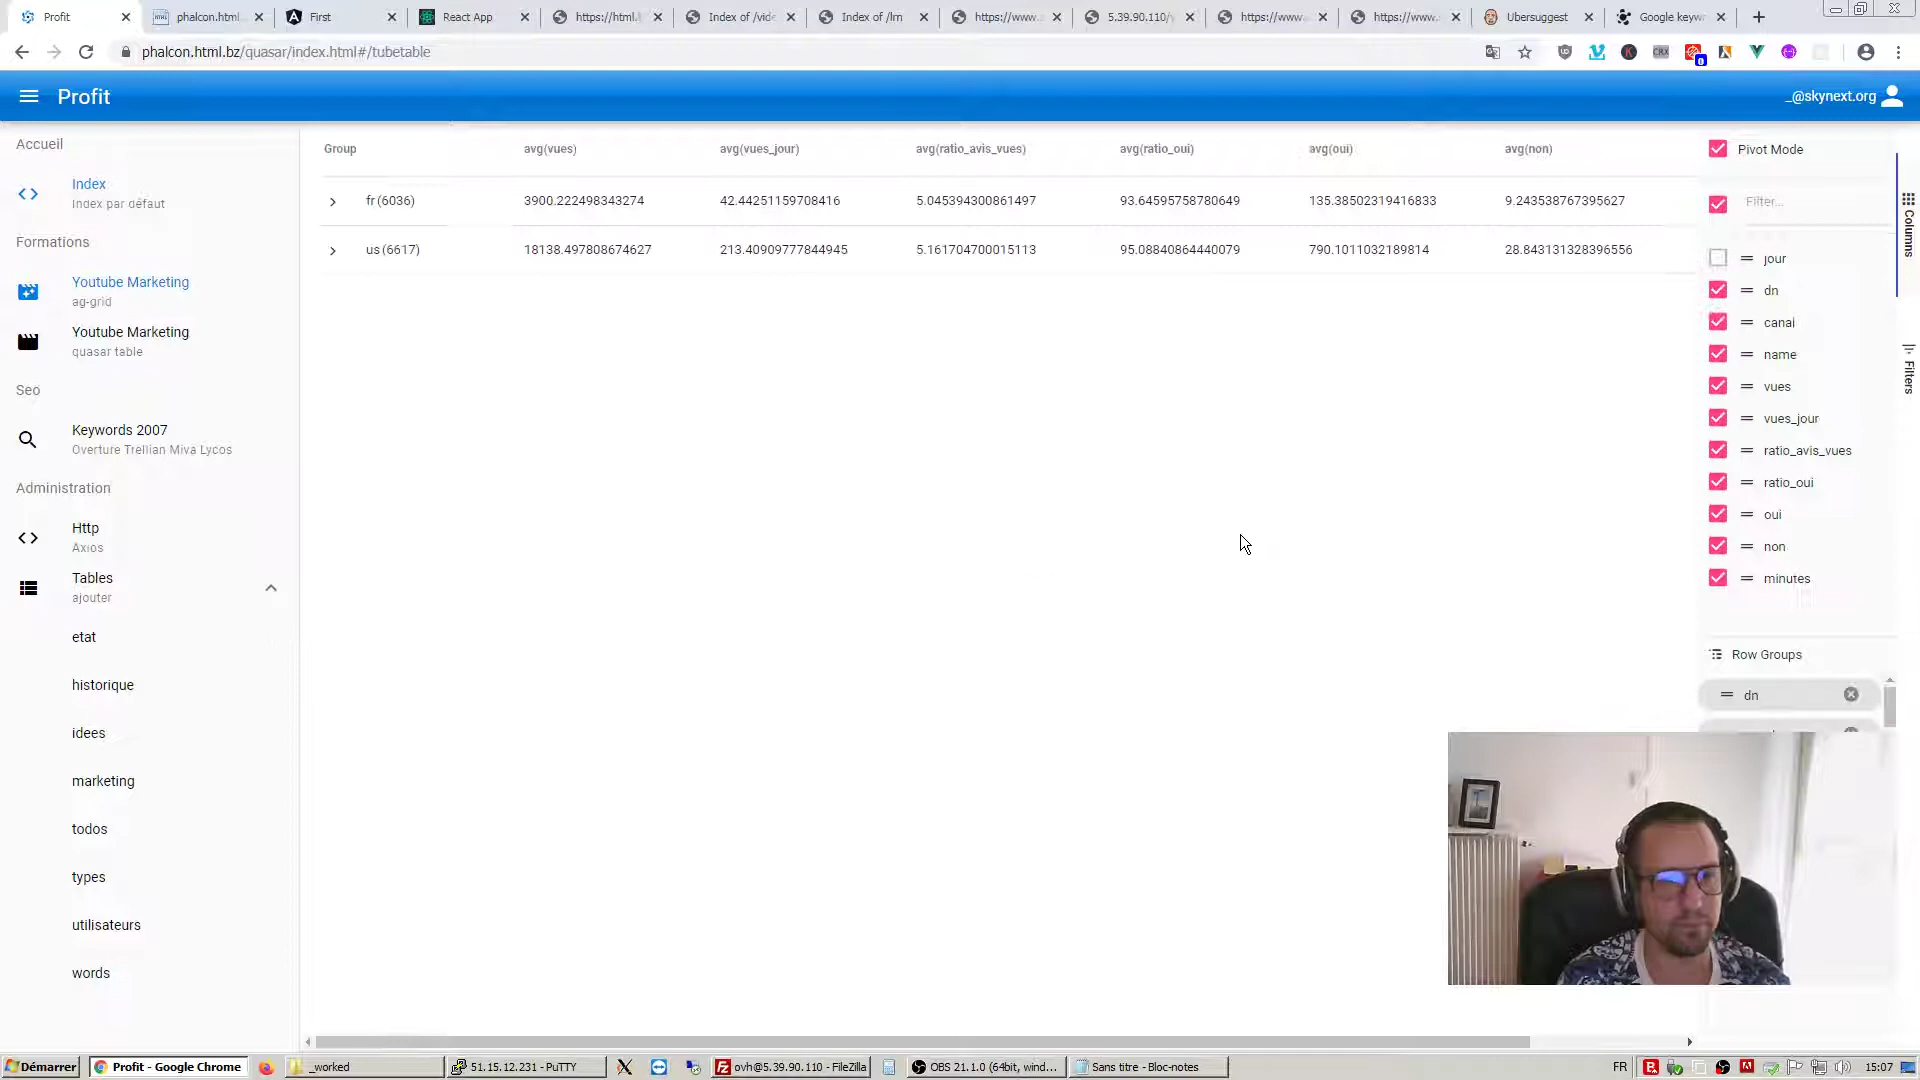 Profit
phalcon.html
First
React App
https://html.
Index of /vide
Index of /lm
https://www.
5.39.90.110/
https://www.
https://www.
Ubersuggest
Google keyw
phalcon.html.bz/quasar/index.html#/tubetable
Profit
_@skynext.org
Accueil
Index
Index par défaut
Formations
Youtube Marketing
ag-grid
Youtube Marketing
quasar table
Seo
Keywords 2007
Overture Trellian Miva Lycos
Administration
Http
Axios
Tables
ajouter
etat
historique
idees
marketing
todos
types
utilisateurs
words
Group avg(vues) avg(vues_jour) avg(ratio_avis_vues) avg(ratio_oui) avg(oui) avg(non)
fr (6036) 3900.222498343274 42.44251159708416 5.045394300861497 93.64595758780649 135.38502319416833 9.243538767395627
us (6617) 18138.497808674627 213.40909777844945 5.161704700015113 95.08840864440079 790.1011032189814 28.843131328396556
Pivot Mode
Filter...
jour
dn
canal
name
vues
vues_jour
ratio_avis_vues
ratio_oui
oui
non
minutes
Row Groups
dn
Columns
Filters
Démarrer
Profit - Google Chrome
_worked
51.15.12.231 - PuTTY
ovh@5.39.90.110 - FileZilla
OBS 21.1.0 (64bit, wind...
Sans titre - Bloc-notes
FR
15:07